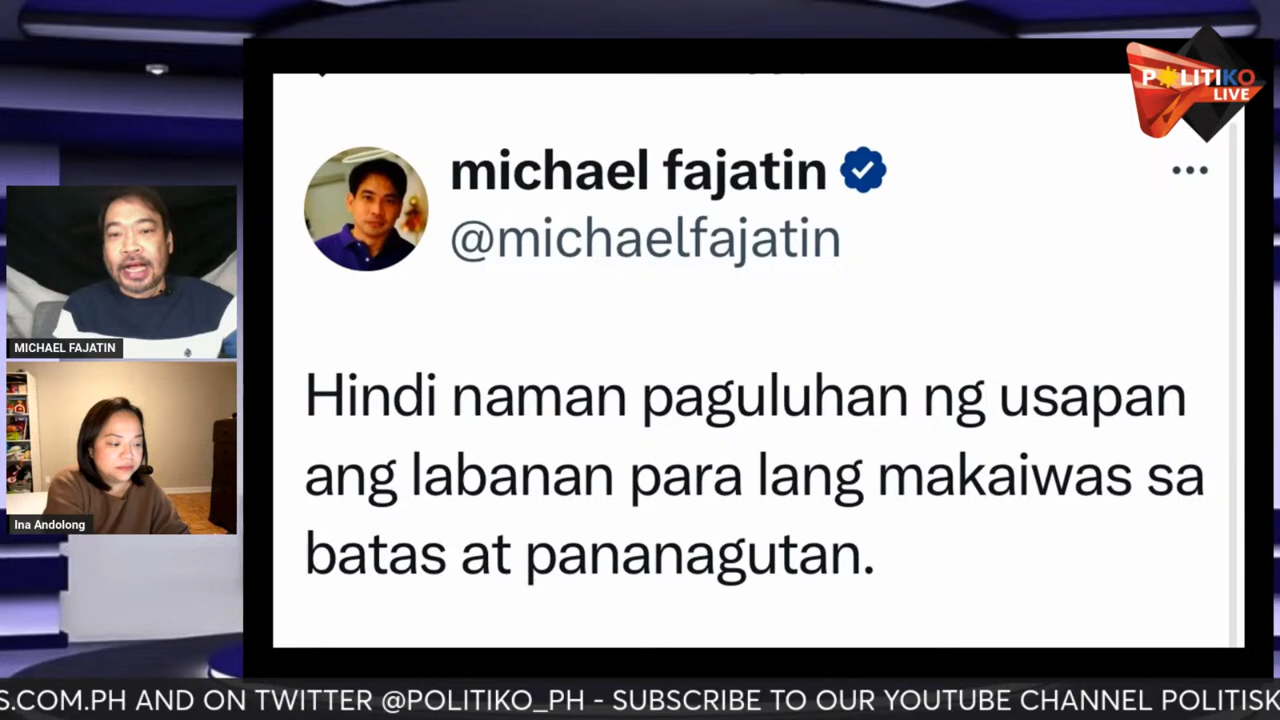 POLITIKO
LIVE
michael fajatin
@michaelfajatin
Hindi naman paguluhan ng usapan
ang labanan para lang makaiwas sa
batas at pananagutan.
MICHAEL FAJATIN
Ina Andolong
S.COM.PH AND ON TWITTER @POLITIKO_PH - SUBSCRIBE TO OUR YOUTUBE CHANNEL POLITISK